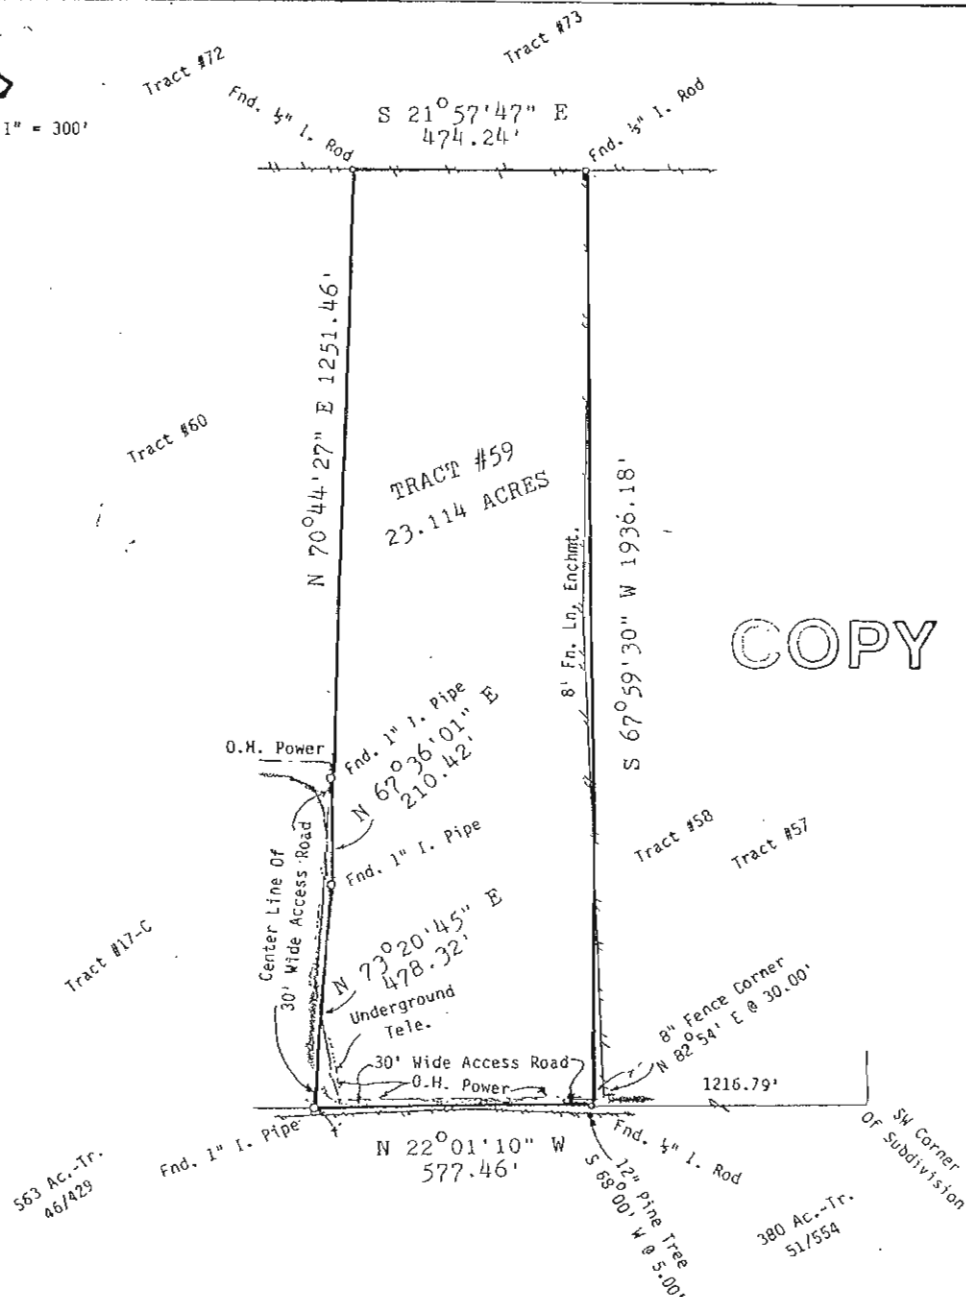 Tract #72
Tract #73
1" = 300'
Fnd. ½" I. Rod
S 21°57'47" E
474.24'
Fnd. ½" I. Rod
N 70°44'27" E 1251.46'
Tract #60
TRACT #59
23.114 ACRES
8' Fn. Ln, Enchmt.
S 67°59'30" W 1936.18'
COPY
O.H. Power
Fnd. 1" I. Pipe
N 67°36'01" E
210.42'
Fnd. 1" I. Pipe
Tract #58
Tract #57
Center Line Of
30' Wide Access Road
Tract #17-C
N 73°20'45" E
478.32'
Underground
Tele.
8" Fence Corner
N 82°54' E @ 30.00'
30' Wide Access Road
O.H. Power
1216.79'
SW Corner
Of Subdivision
Fnd. 1" I. Pipe
N 22°01'10" W
577.46'
Fnd. ½" I. Rod
12" Pine Tree
S 68°00' W @ 5.00'
563 Ac.-Tr.
46/429
380 Ac.-Tr.
51/554